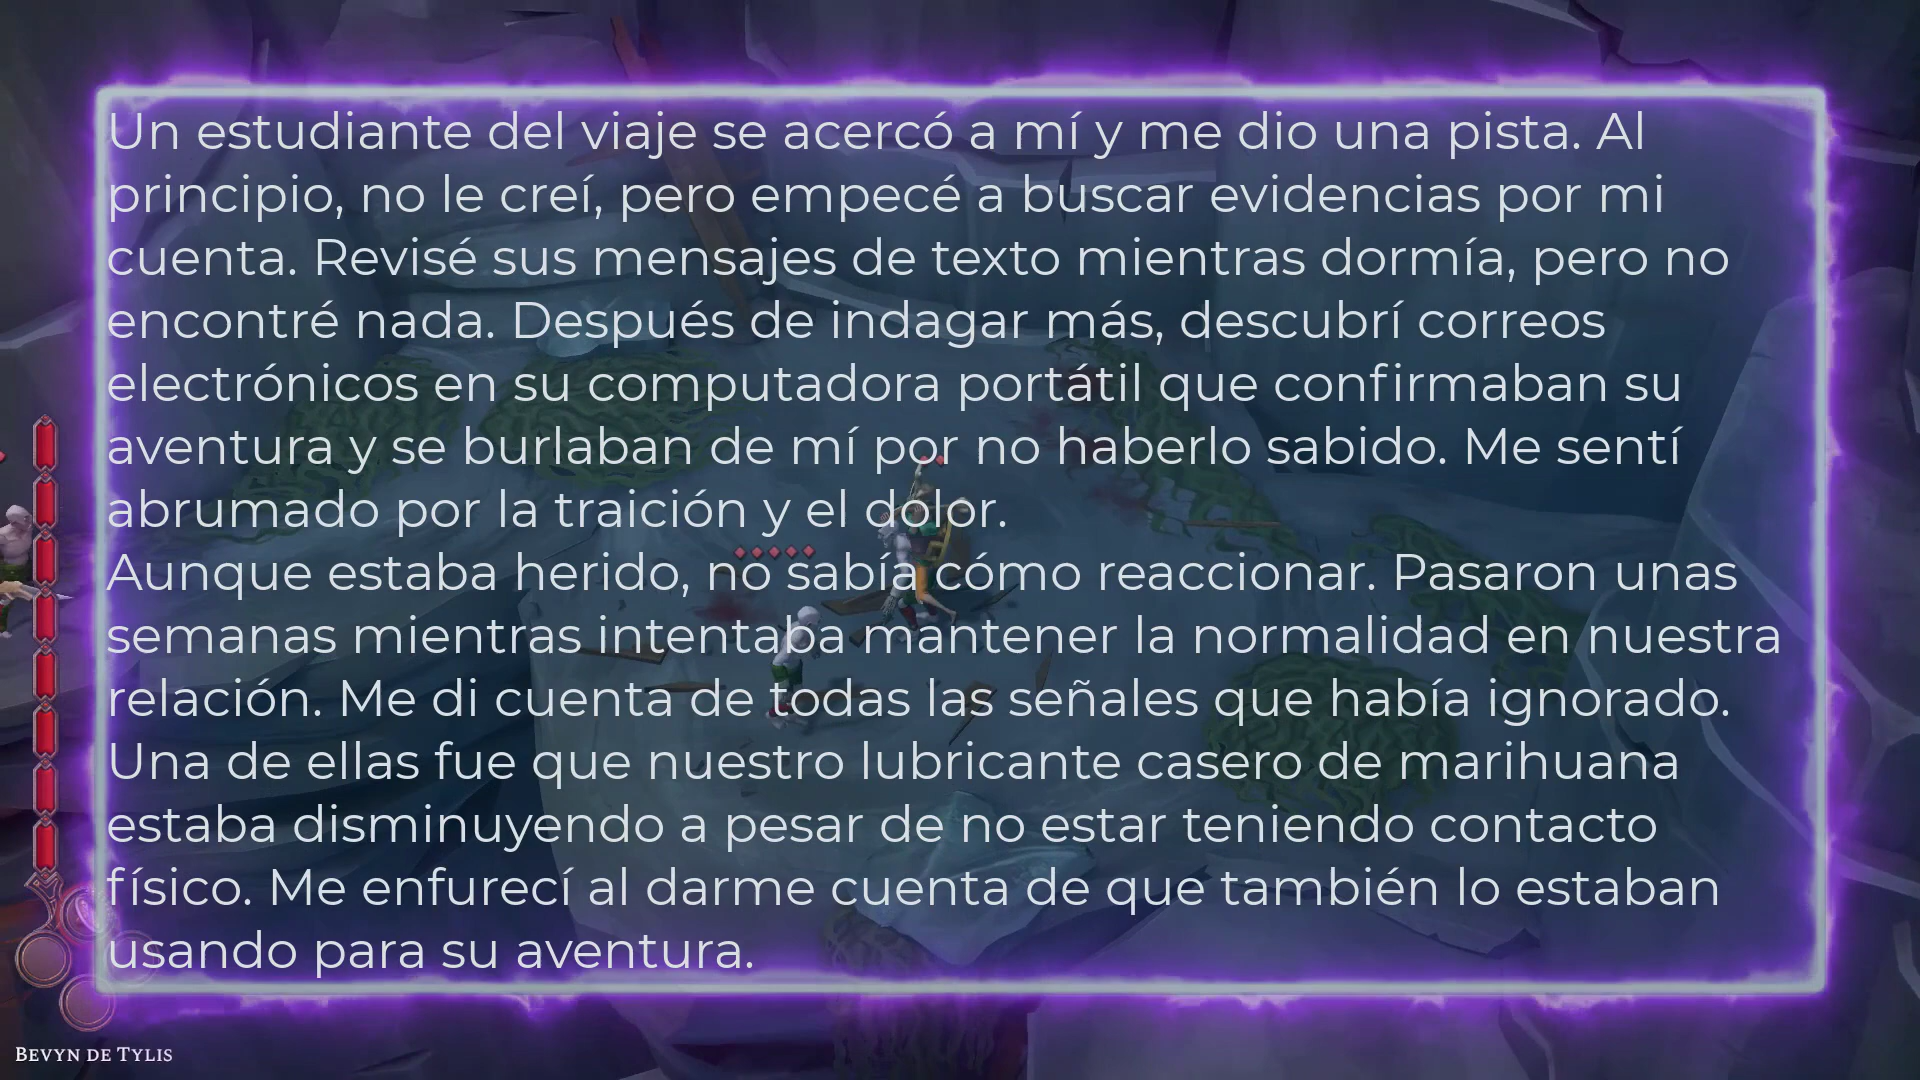 Un estudiante del viaje se acercó a mí y me dio una pista. Al
principio, no le creí, pero empecé a buscar evidencias por mi
cuenta. Revisé sus mensajes de texto mientras dormía, pero no
encontré nada. Después de indagar más, descubrí correos
electrónicos en su computadora portátil que confirmaban su
aventura y se burlaban de mí por no haberlo sabido. Me sentí
abrumado por la traición y el dolor.
Aunque estaba herido, no sabía cómo reaccionar. Pasaron unas
semanas mientras intentaba mantener la normalidad en nuestra
relación. Me di cuenta de todas las señales que había ignorado.
Una de ellas fue que nuestro lubricante casero de marihuana
estaba disminuyendo a pesar de no estar teniendo contacto
físico. Me enfurecí al darme cuenta de que también lo estaban
usando para su aventura.
Bevyn de Tylis